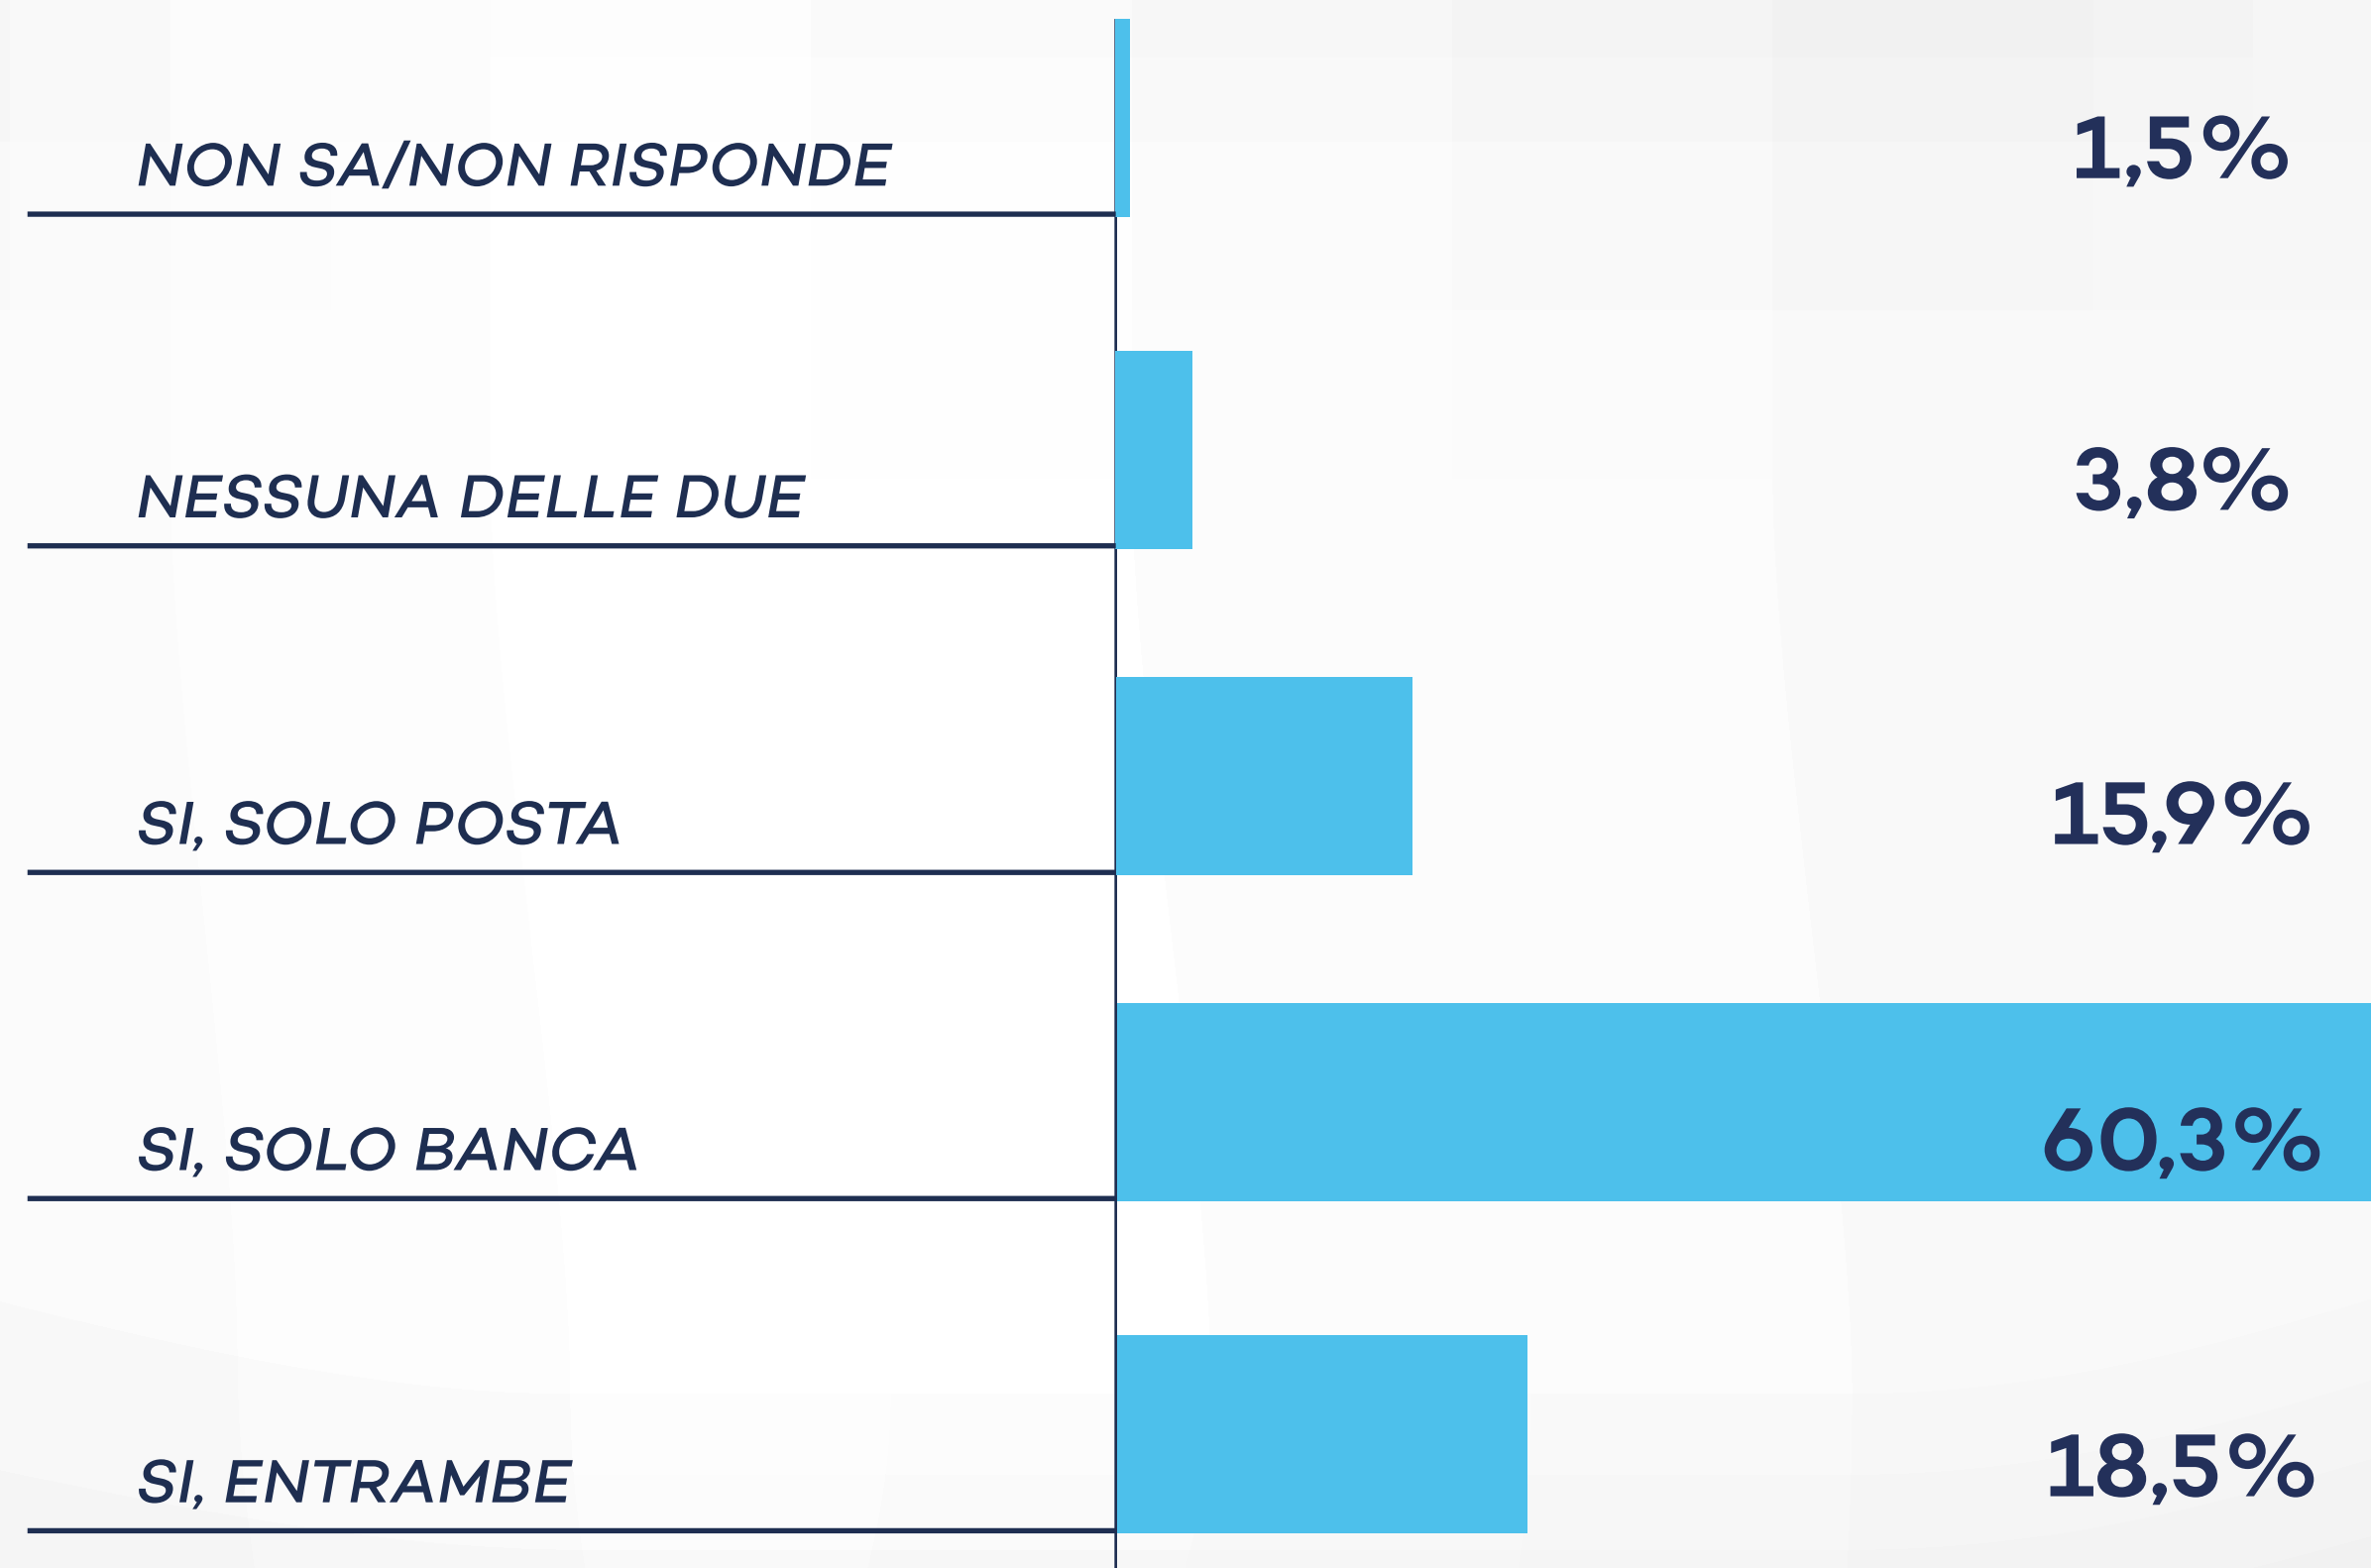 NON SA/NON RISPONDE 1,5%
NESSUNA DELLE DUE 3,8%
SI, SOLO POSTA 15,9%
SI, SOLO BANCA 60,3%
SI, ENTRAMBE 18,5%